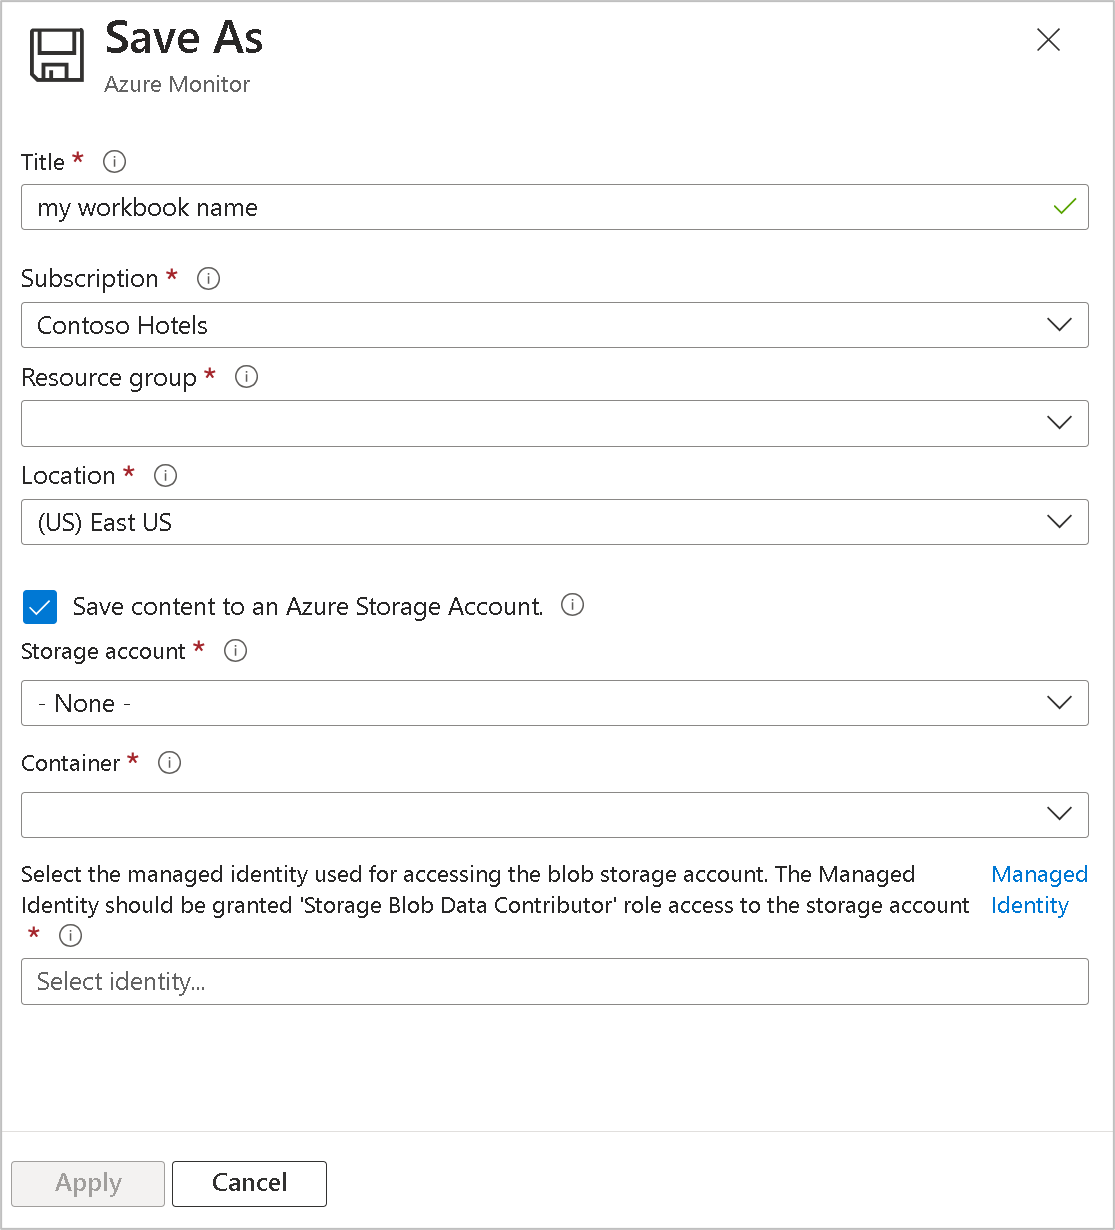 Save As
Azure Monitor
Title *
my workbook name
Subscription *
Contoso Hotels
Resource group *
Location *
(US) East US
Save content to an Azure Storage Account.
Storage account *
- None -
Container *
Select the managed identity used for accessing the blob storage account. The Managed
Identity should be granted 'Storage Blob Data Contributor' role access to the storage account
*
Managed
Identity
Select identity...
Apply
Cancel